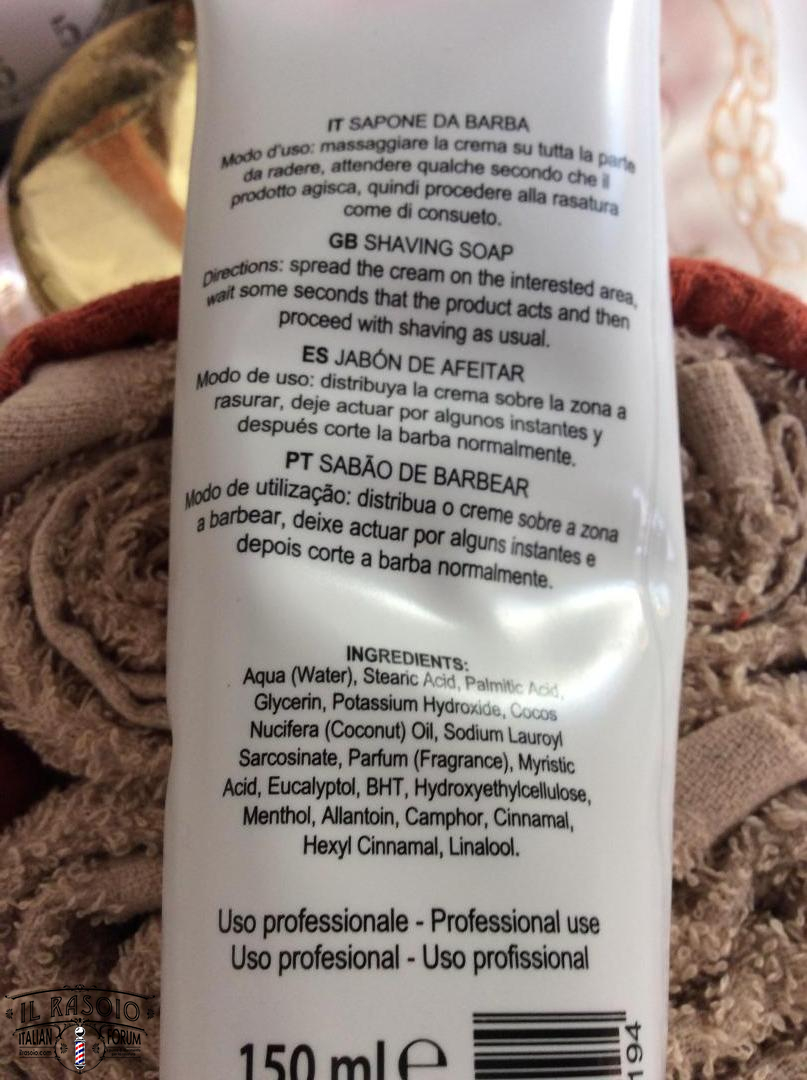 5
IT SAPONE DA BARBA
Modo d'uso: massaggiare la crema su tutta la parte
da radere, attendere qualche secondo che il
prodotto agisca, quindi procedere alla rasatura
come di consueto.
GB SHAVING SOAP
Directions: spread the cream on the interested area,
wait some seconds that the product acts and then
proceed with shaving as usual.
ES JABÓN DE AFEITAR
Modo de uso: distribuya la crema sobre la zona a
rasurar, deje actuar por algunos instantes y
después corte la barba normalmente.
PT SABÃO DE BARBEAR
Modo de utilização: distribua o creme sobre a zona
a barbear, deixe actuar por alguns instantes e
depois corte a barba normalmente.
INGREDIENTS:
Aqua (Water), Stearic Acid, Palmitic Acid,
Glycerin, Potassium Hydroxide, Cocos
Nucifera (Coconut) Oil, Sodium Lauroyl
Sarcosinate, Parfum (Fragrance), Myristic
Acid, Eucalyptol, BHT, Hydroxyethylcellulose,
Menthol, Allantoin, Camphor, Cinnamal,
Hexyl Cinnamal, Linalool.
Uso professionale - Professional use
Uso profesional - Uso profissional
150 ml e
194
IL RASOIO
ITALIAN FORUM
ilrasoio.com